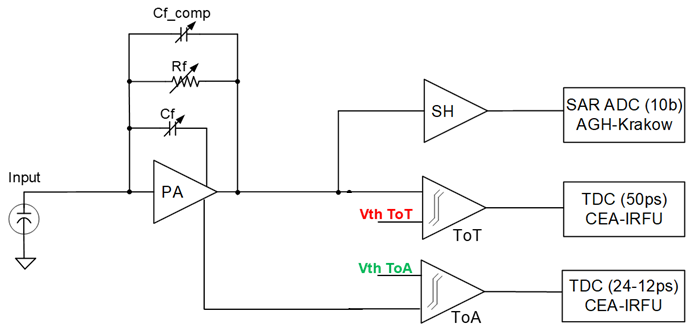 Cf_comp
Rf
Cf
Input
PA
SH
SAR ADC (10b)
AGH-Krakow
Vth ToT
ToT
TDC (50ps)
CEA-IRFU
Vth ToA
ToA
TDC (24-12ps)
CEA-IRFU